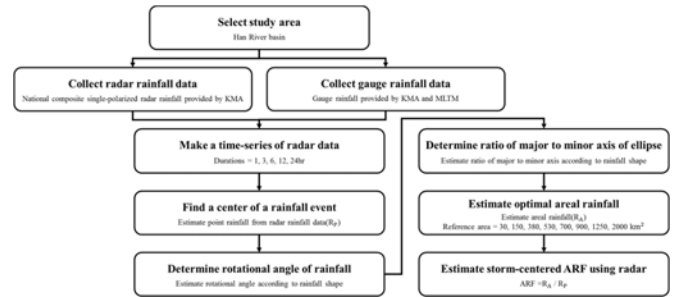 Select study area
Han River basin
Collect radar rainfall data
National composite single-polarized radar rainfall provided by KMA
Collect gauge rainfall data
Gauge rainfall provided by KMA and MLTM
Make a time-series of radar data
Durations = 1, 3, 6, 12, 24hr
Find a center of a rainfall event
Estimate point rainfall from radar rainfall data(R_P)
Determine rotational angle of rainfall
Estimate rotational angle according to rainfall shape
Determine ratio of major to minor axis of ellipse
Estimate ratio of major to minor axis according to rainfall shape
Estimate optimal areal rainfall
Estimate areal rainfall(R_A)
Reference area = 30, 150, 380, 530, 700, 900, 1250, 2000 km²
Estimate storm-centered ARF using radar
ARF =R_A / R_P